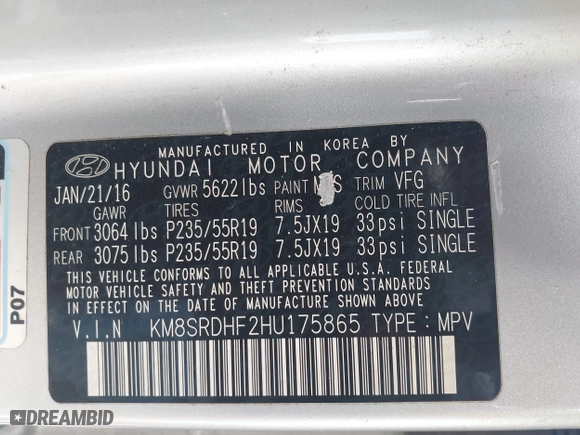 MANUFACTURED IN KOREA BY
HYUNDAI MOTOR COMPANY
JAN/21/16 GVWR 5622lbs PAINT TRIM VFG
GAWR TIRES RIMS COLD TIRE INFL
FRONT 3064lbs P235/55R19 7.5JX19 33psi SINGLE
REAR 3075lbs P235/55R19 7.5JX19 33psi SINGLE
THIS VEHICLE CONFORMS TO ALL APPLICABLE U.S.A. FEDERAL
MOTOR VEHICLE SAFETY AND THEFT PREVENTION STANDARDS
IN EFFECT ON THE DATE OF MANUFACTURE SHOWN ABOVE.
V.I.N KM8SRDHF2HU175865 TYPE : MPV
P07
DREAMBID